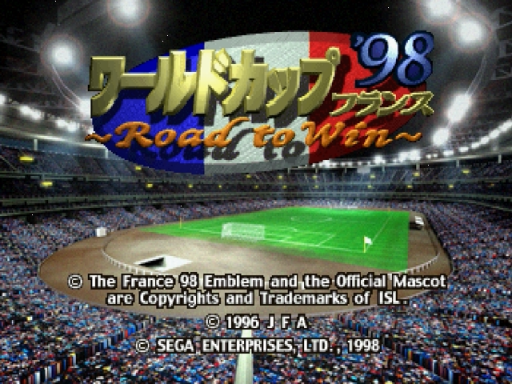 ワールドカップ '98
フランス
~Road to Win~
© The France 98 Emblem and the Official Mascot
are Copyrights and Trademarks of ISL.
© 1996 J F A
© SEGA ENTERPRISES, LTD., 1998